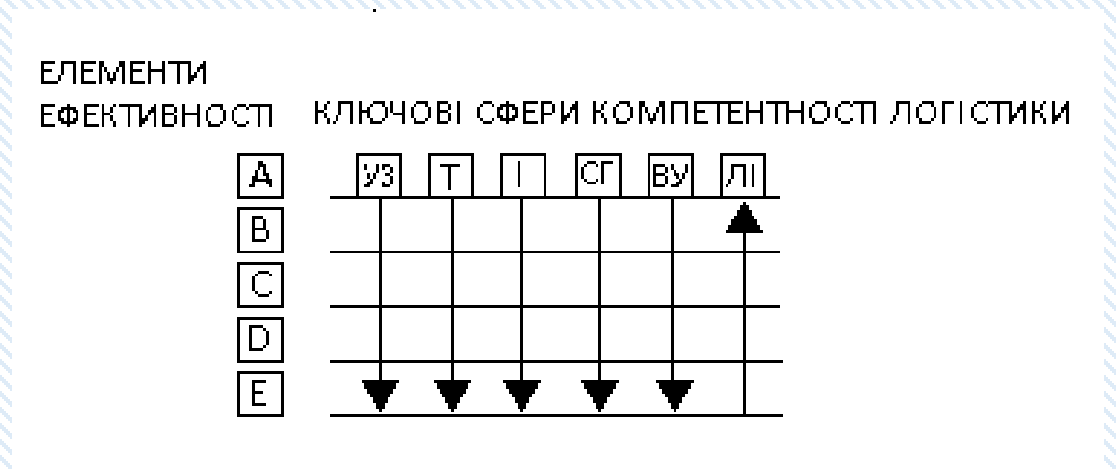 ЕЛЕМЕНТИ
ЕФЕКТИВНОСТІ КЛЮЧОВІ СФЕРИ КОМПЕТЕНТНОСТІ ЛОГІСТИКИ
A УЗ Т І СГ ВУ ЛІ
B
C
D
E